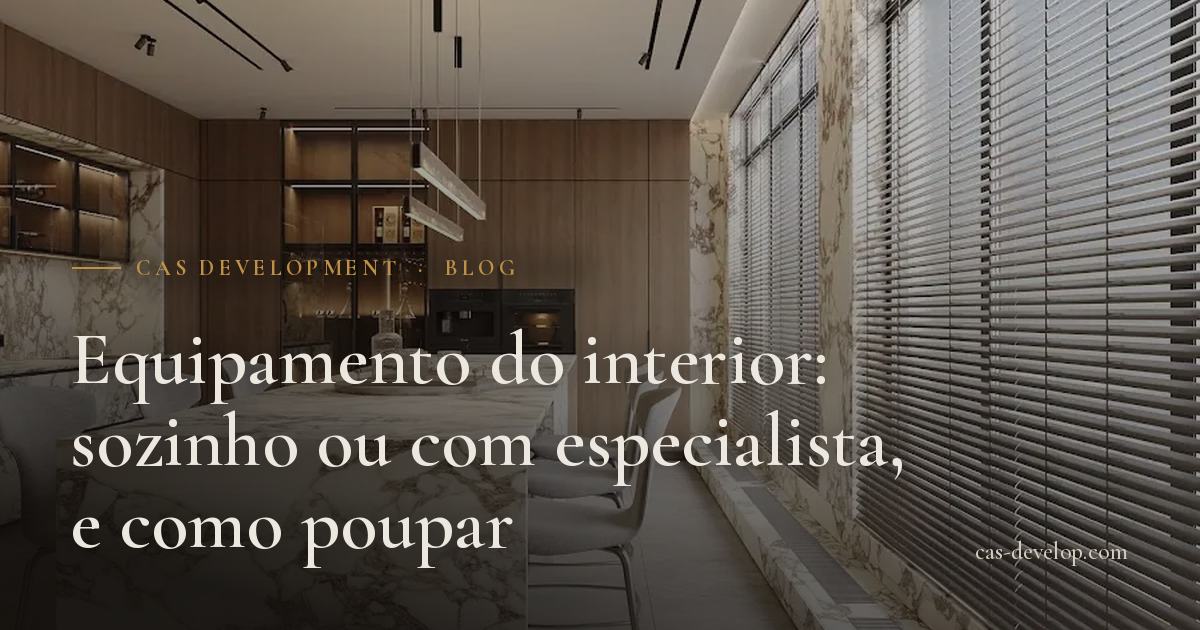 CAS DEVELOPMENT · BLOG
Equipamento do interior:
sozinho ou com especialista,
e como poupar
cas-develop.com